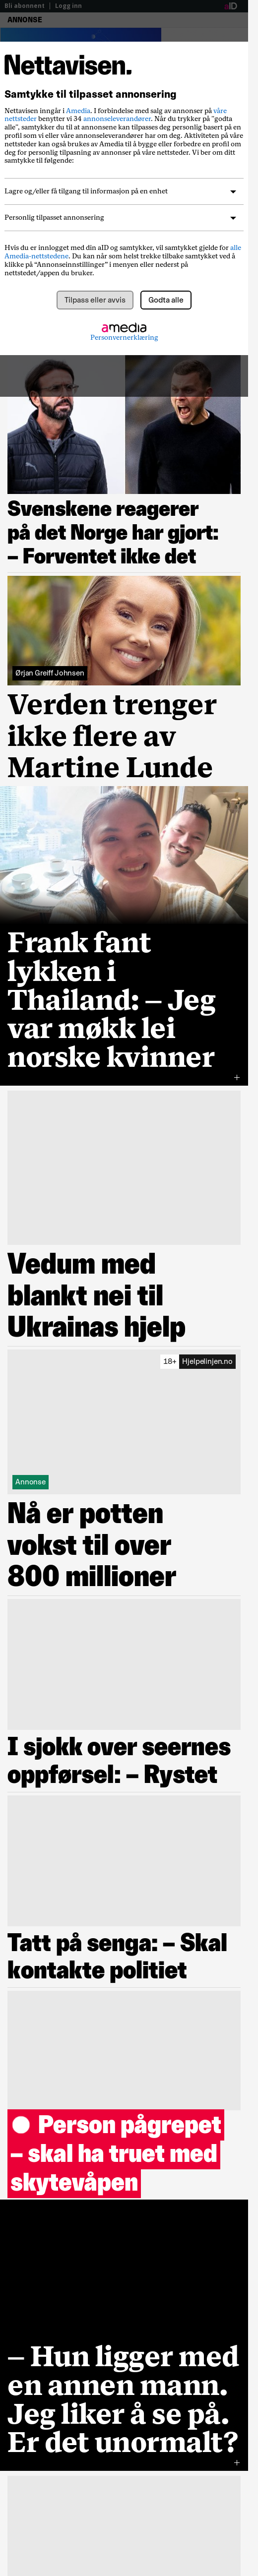 Bli abonnent | Logg inn
aID
ANNONSE
Nettavisen.
Samtykke til tilpasset annonsering
Nettavisen inngår i Amedia. I forbindelse med salg av annonser på våre
nettsteder benytter vi 34 annonseleverandører. Når du trykker på "godta
alle", samtykker du til at annonsene kan tilpasses deg personlig basert på en
profil som vi eller våre annonseleverandører har om deg. Aktiviteten på våre
nettsteder kan også brukes av Amedia til å bygge eller forbedre en profil om
deg for personlig tilpasning av annonser på våre nettsteder. Vi ber om ditt
samtykke til følgende:
Lagre og/eller få tilgang til informasjon på en enhet
Personlig tilpasset annonsering
Hvis du er innlogget med din aID og samtykker, vil samtykket gjelde for alle
Amedia-nettstedene. Du kan når som helst trekke tilbake samtykket ved å
klikke på “Annonseinnstillinger” i menyen eller nederst på
nettstedet/appen du bruker.
Tilpass eller avvis
Godta alle
amedia
Personvernerklæring
Svenskene reagerer
på det Norge har gjort:
– Forventet ikke det
Ørjan Greiff Johnsen
Verden trenger
ikke flere av
Martine Lunde
Frank fant
lykken i
Thailand: – Jeg
var møkk lei
norske kvinner
Vedum med
blankt nei til
Ukrainas hjelp
18+ Hjelpelinjen.no
Annonse
Nå er potten
vokst til over
800 millioner
I sjokk over seernes
oppførsel: – Rystet
Tatt på senga: – Skal
kontakte politiet
Person pågrepet
– skal ha truet med
skytevåpen
– Hun ligger med
en annen mann.
Jeg liker å se på.
Er det unormalt?